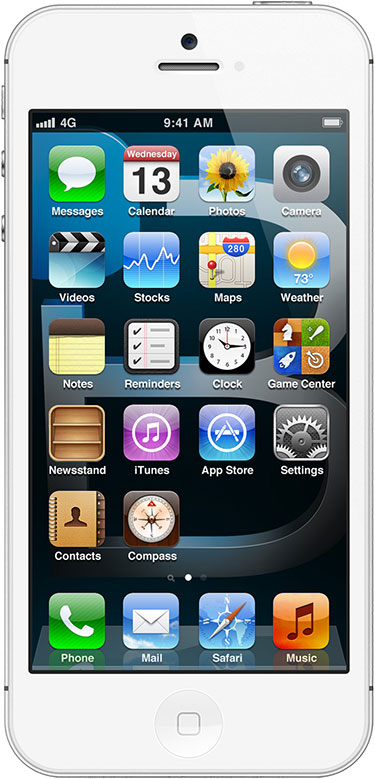 4G 9:41 AM
Wednesday
13
Messages Calendar Photos Camera
280
73°
Videos Stocks Maps Weather
Notes Reminders Clock Game Center
Newsstand iTunes App Store Settings
Contacts Compass
Phone Mail Safari Music